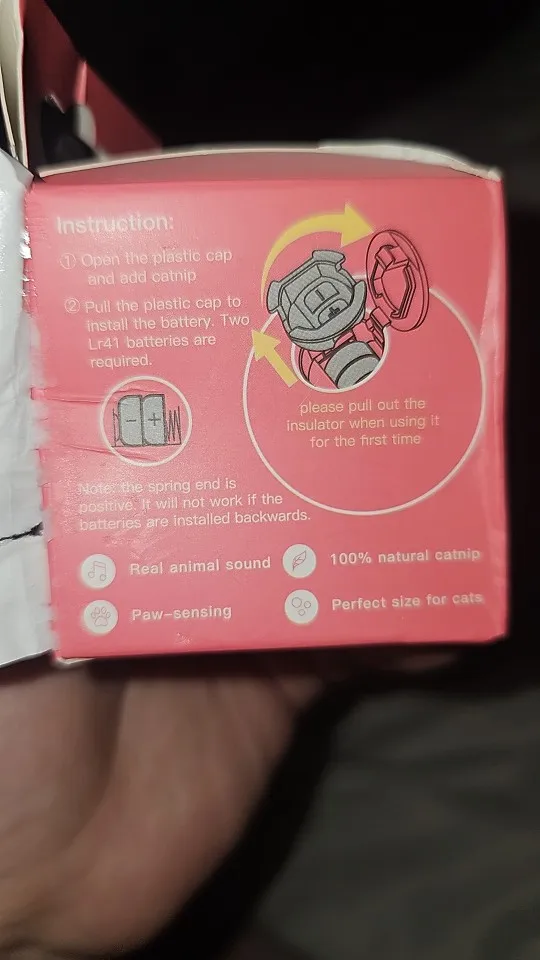 Instruction:
① Open the plastic cap
and add catnip
② Pull the plastic cap to
install the battery. Two
Lr41 batteries are
required.
− +
please pull out the
insulator when using it
for the first time
Note: the spring end is
positive. It will not work if the
batteries are installed backwards.
Real animal sound
100% natural catnip
Paw-sensing
Perfect size for cats